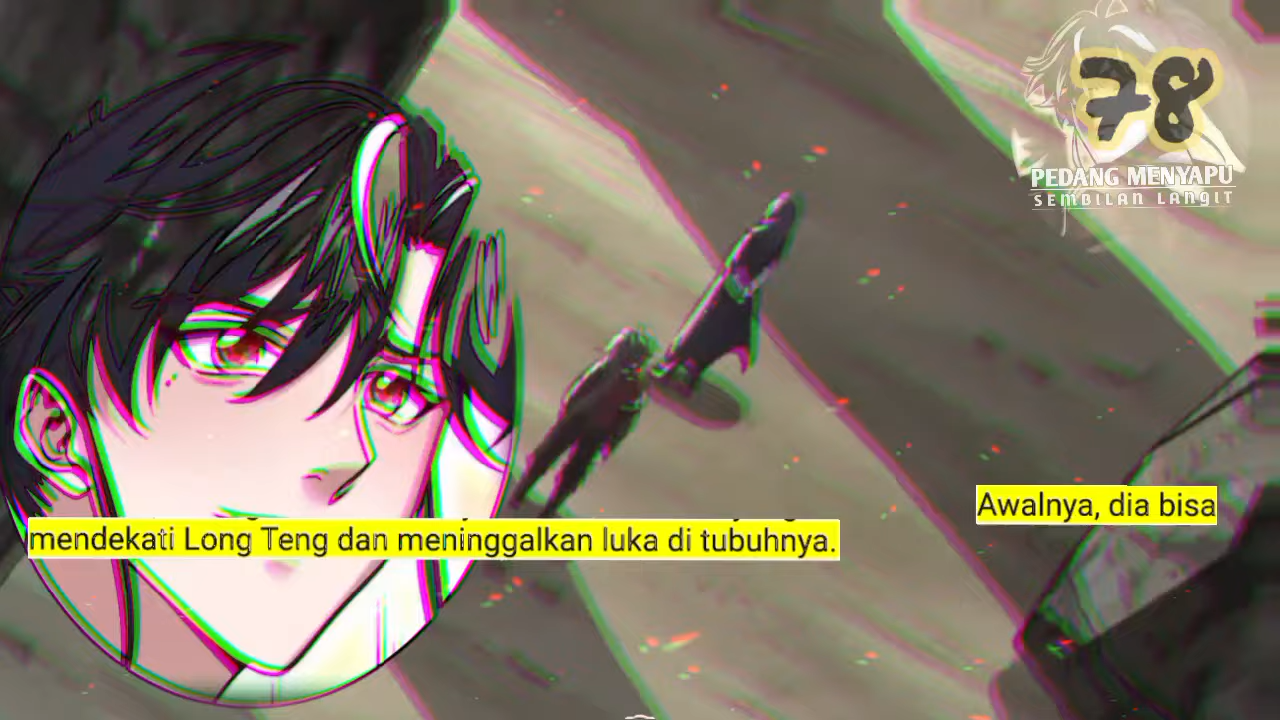 78
PEDANG MENYAPU
SEMBILAN LANGIT
Awalnya, dia bisa
mendekati Long Teng dan meninggalkan luka di tubuhnya.